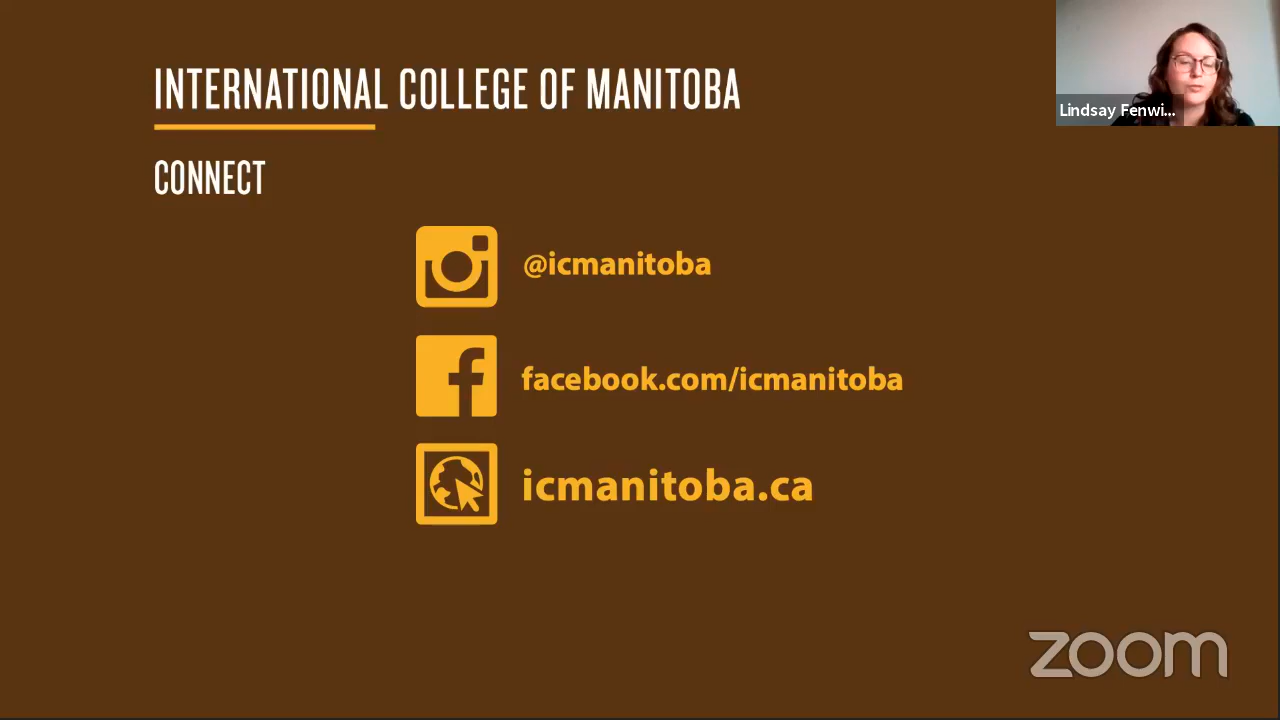 INTERNATIONAL COLLEGE OF MANITOBA
Lindsay Fenwi...
CONNECT
@icmanitoba
facebook.com/icmanitoba
icmanitoba.ca
zoom